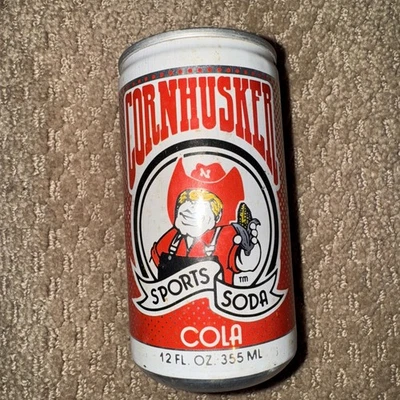 CORNHUSKER
N
SPORTS SODA TM
COLA
12 FL. OZ. 355 ML